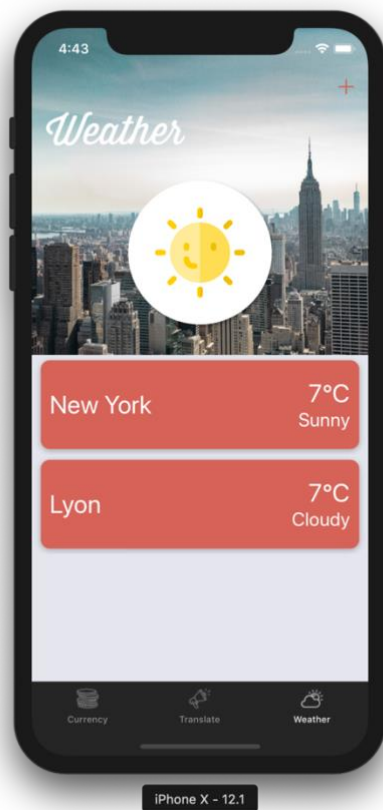 4:43
+
Weather
New York
7°C
Sunny
Lyon
7°C
Cloudy
Currency
Translate
Weather
iPhone X - 12.1